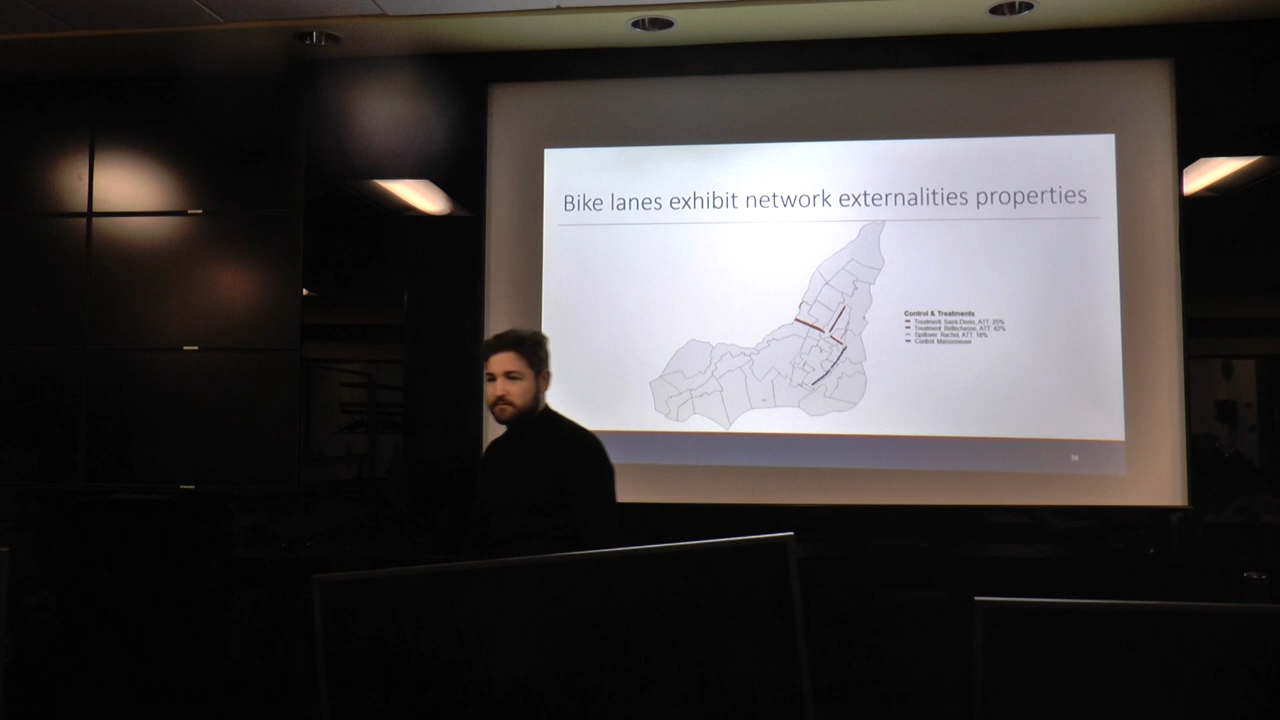 Bike lanes exhibit network externalities properties
Control & Treatments
Treatment: Saint-Denis, ATT: 25%
Treatment: Bellechasse, ATT: 42%
Spillover: Rachel, ATT: 18%
Control: Maisonneuve
38